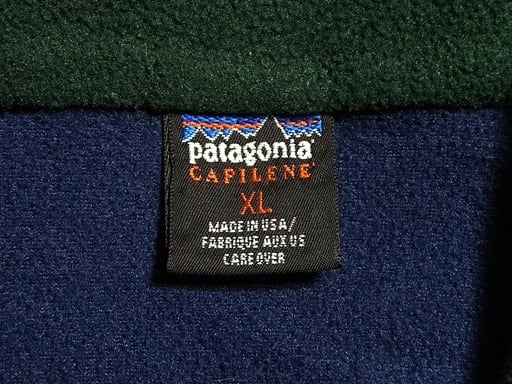 patagonia®
CAPILENE®
XL
MADE IN USA/
FABRIQUE AUX US
CARE OVER